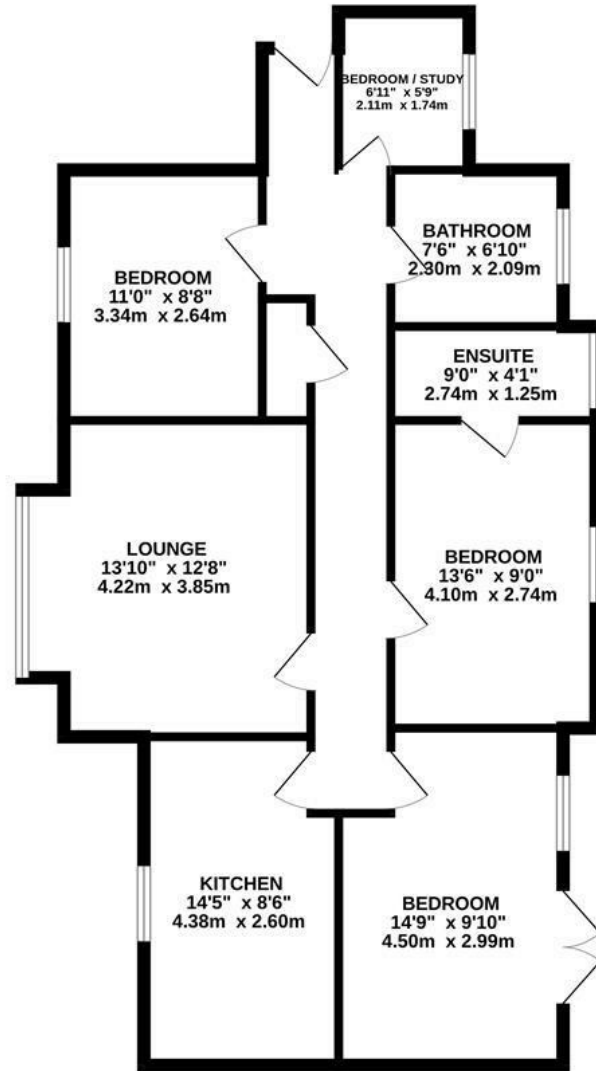 BEDROOM / STUDY
6'11" x 5'9"
2.11m x 1.74m
BATHROOM
7'6" x 6'10"
2.30m x 2.09m
BEDROOM
11'0" x 8'8"
3.34m x 2.64m
ENSUITE
9'0" x 4'1"
2.74m x 1.25m
LOUNGE
13'10" x 12'8"
4.22m x 3.85m
BEDROOM
13'6" x 9'0"
4.10m x 2.74m
KITCHEN
14'5" x 8'6"
4.38m x 2.60m
BEDROOM
14'9" x 9'10"
4.50m x 2.99m